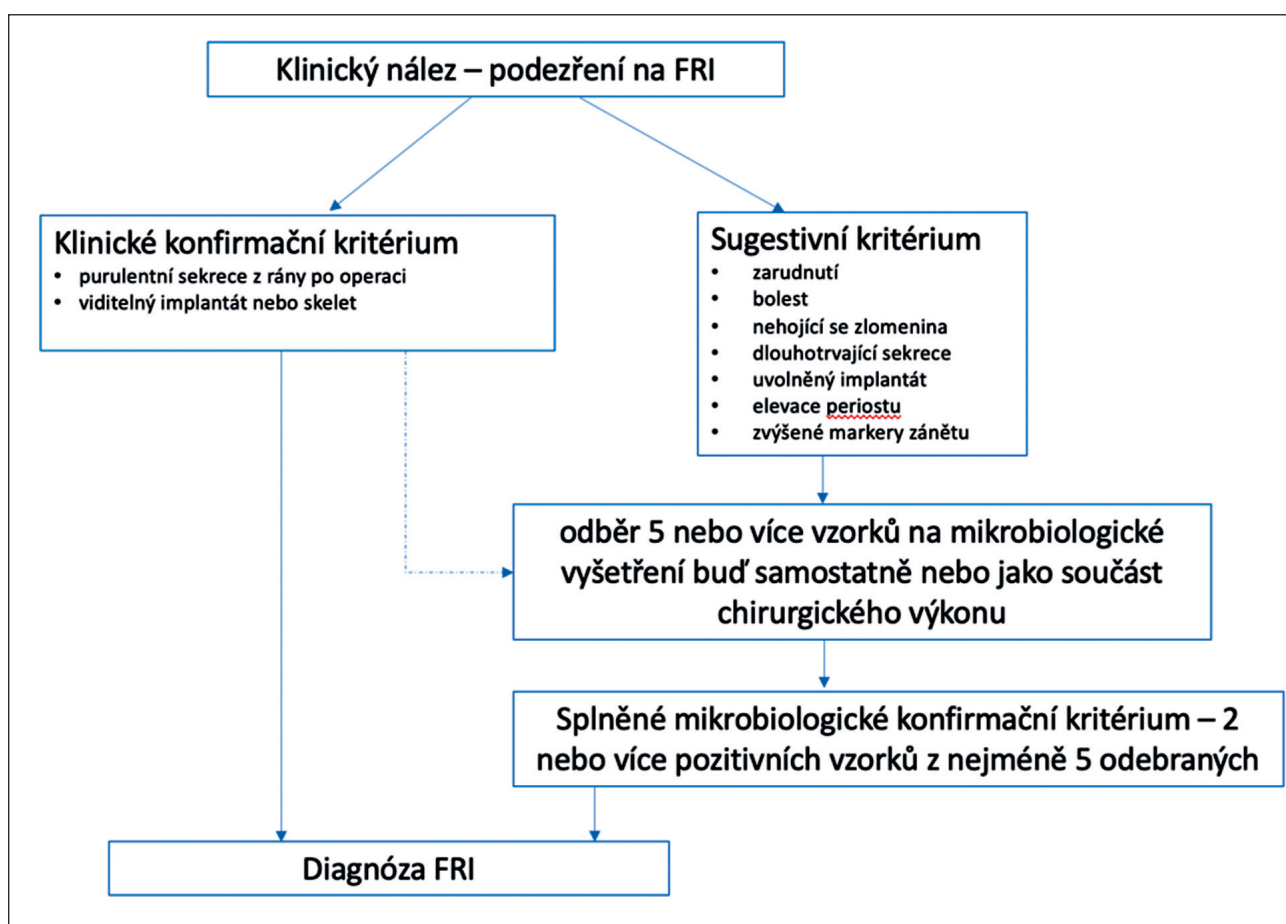 Klinický nález – podezření na FRI
Klinické konfirmační kritérium
• purulentní sekrece z rány po operaci
• viditelný implantát nebo skelet
Sugestivní kritérium
• zarudnutí
• bolest
• nehojící se zlomenina
• dlouhotrvající sekrece
• uvolněný implantát
• elevace periostu
• zvýšené markery zánětu
odběr 5 nebo více vzorků na mikrobiologické
vyšetření buď samostatně nebo jako součást
chirurgického výkonu
Splněné mikrobiologické konfirmační kritérium – 2
nebo více pozitivních vzorků z nejméně 5 odebraných
Diagnóza FRI